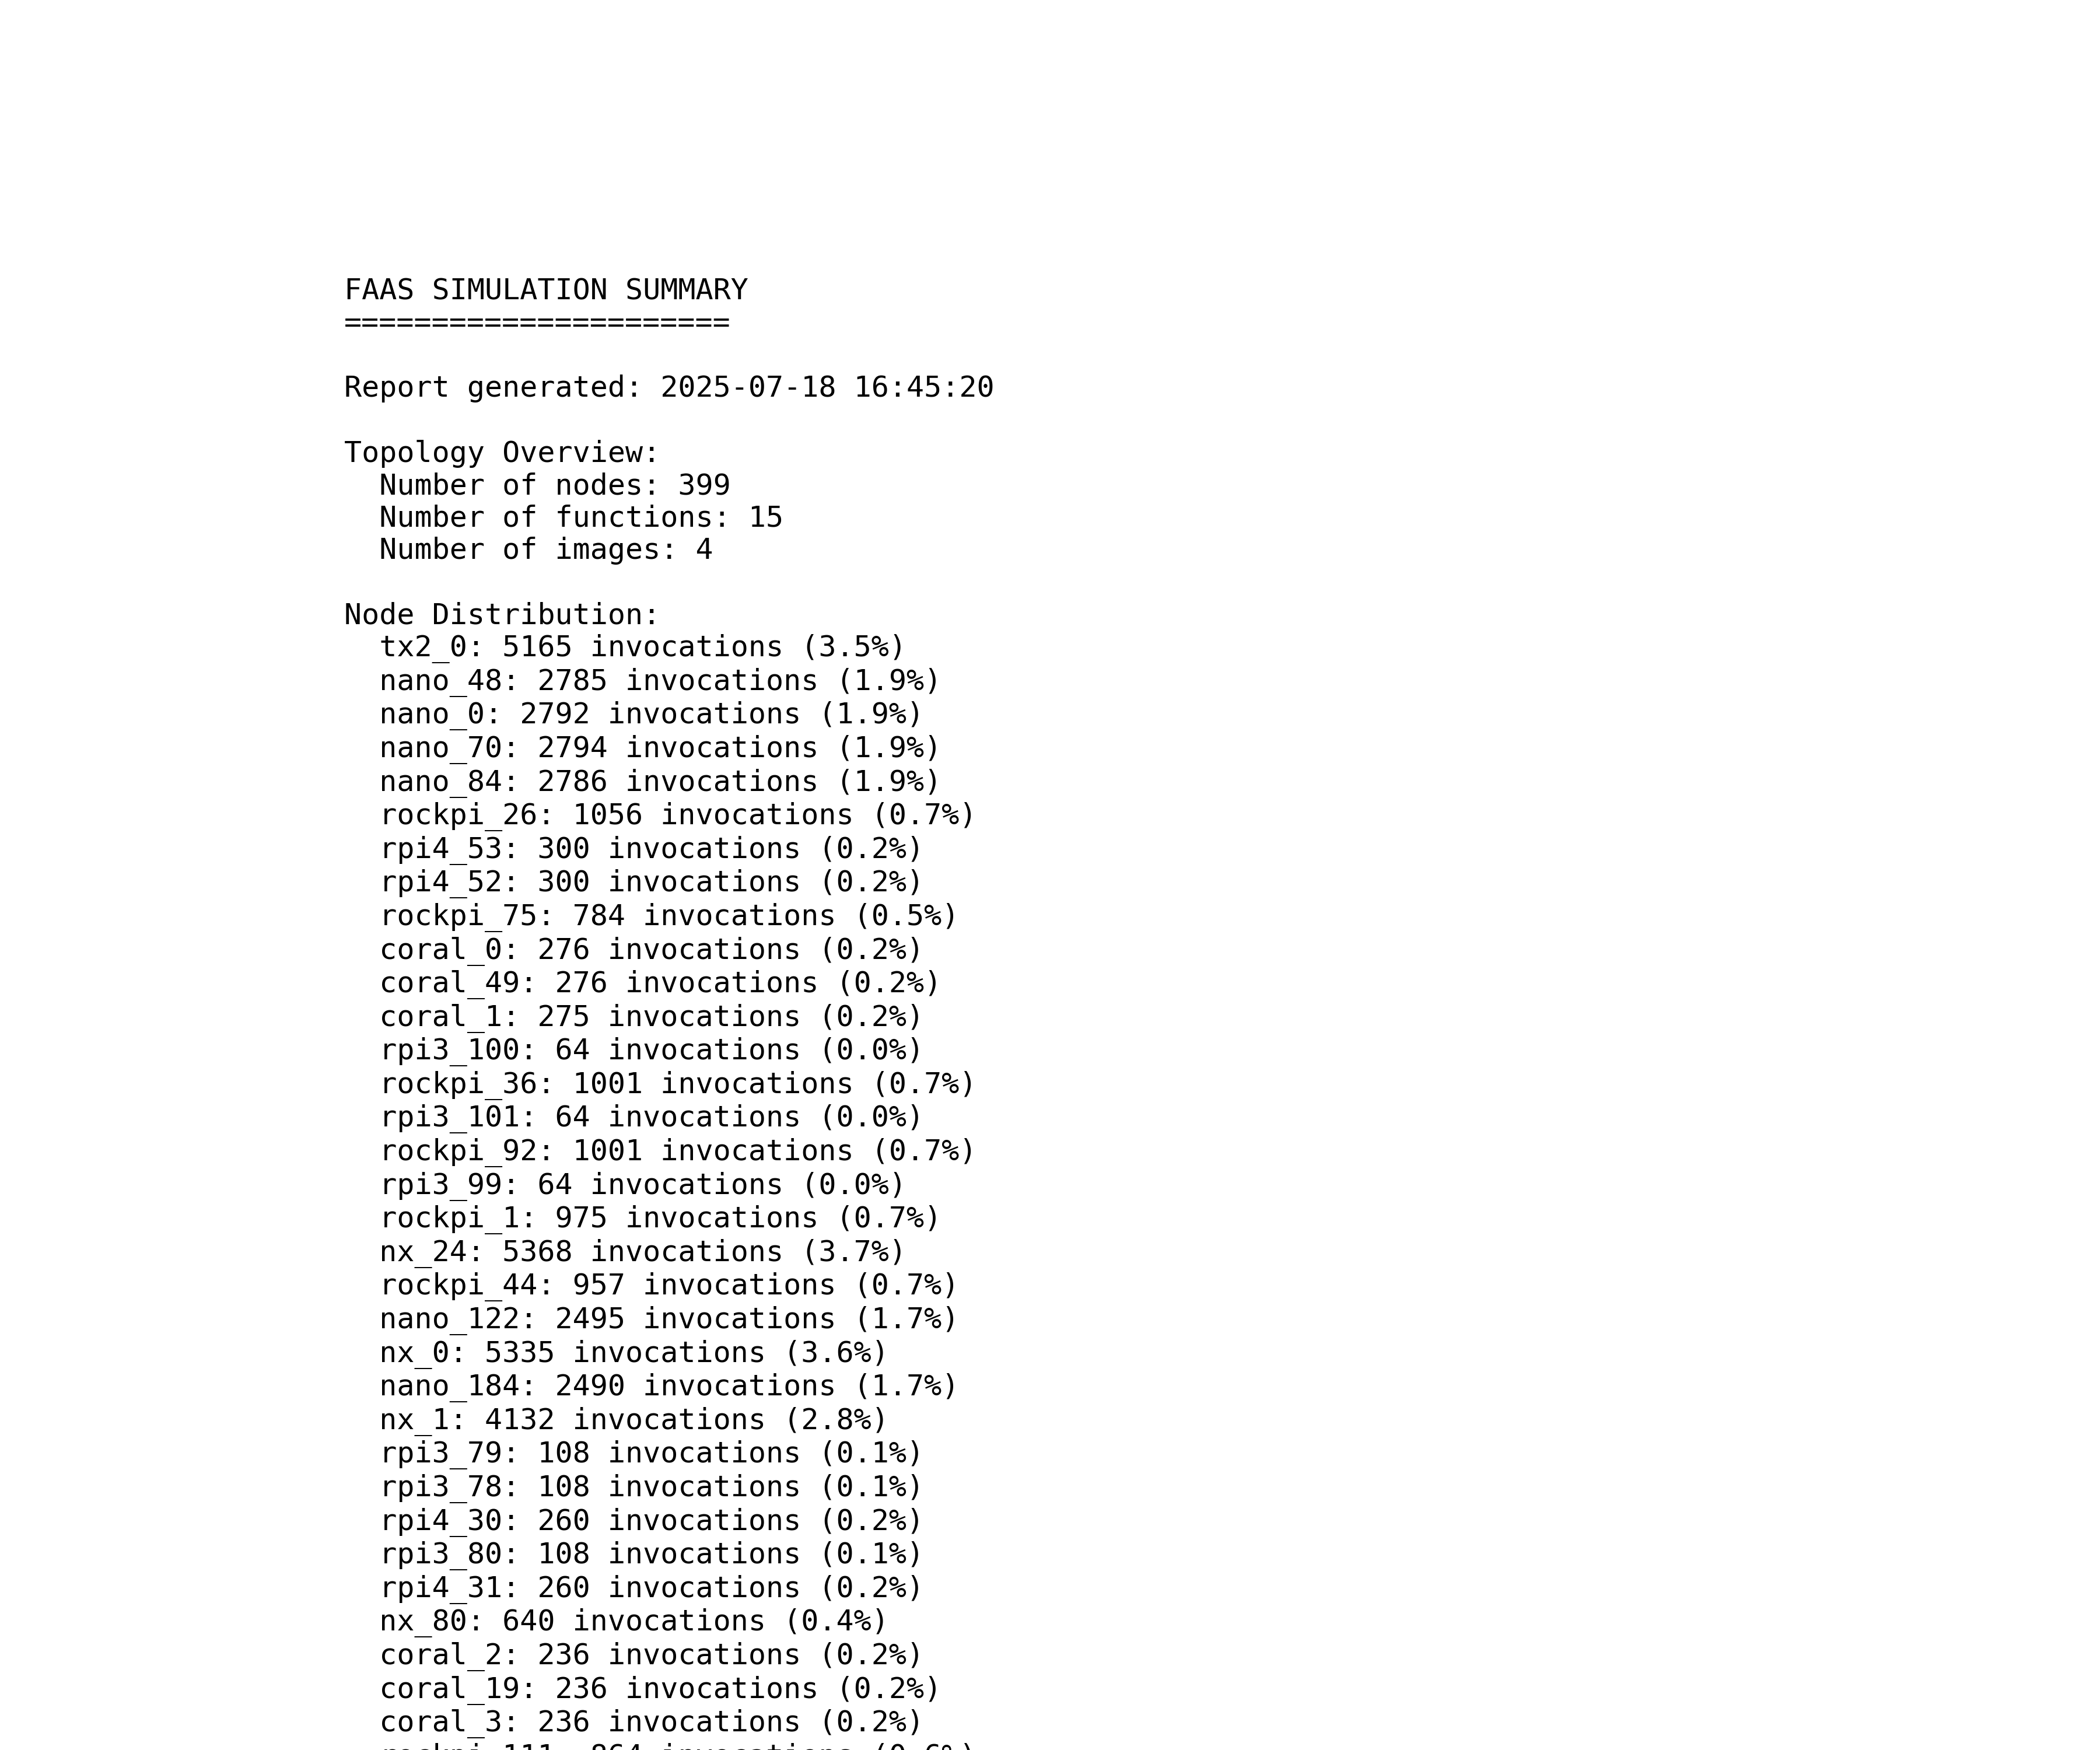 FAAS SIMULATION SUMMARY
======================
Report generated: 2025-07-18 16:45:20
Topology Overview:
  Number of nodes: 399
  Number of functions: 15
  Number of images: 4
Node Distribution:
  tx2_0: 5165 invocations (3.5%)
  nano_48: 2785 invocations (1.9%)
  nano_0: 2792 invocations (1.9%)
  nano_70: 2794 invocations (1.9%)
  nano_84: 2786 invocations (1.9%)
  rockpi_26: 1056 invocations (0.7%)
  rpi4_53: 300 invocations (0.2%)
  rpi4_52: 300 invocations (0.2%)
  rockpi_75: 784 invocations (0.5%)
  coral_0: 276 invocations (0.2%)
  coral_49: 276 invocations (0.2%)
  coral_1: 275 invocations (0.2%)
  rpi3_100: 64 invocations (0.0%)
  rockpi_36: 1001 invocations (0.7%)
  rpi3_101: 64 invocations (0.0%)
  rockpi_92: 1001 invocations (0.7%)
  rpi3_99: 64 invocations (0.0%)
  rockpi_1: 975 invocations (0.7%)
  nx_24: 5368 invocations (3.7%)
  rockpi_44: 957 invocations (0.7%)
  nano_122: 2495 invocations (1.7%)
  nx_0: 5335 invocations (3.6%)
  nano_184: 2490 invocations (1.7%)
  nx_1: 4132 invocations (2.8%)
  rpi3_79: 108 invocations (0.1%)
  rpi3_78: 108 invocations (0.1%)
  rpi4_30: 260 invocations (0.2%)
  rpi3_80: 108 invocations (0.1%)
  rpi4_31: 260 invocations (0.2%)
  nx_80: 640 invocations (0.4%)
  coral_2: 236 invocations (0.2%)
  coral_19: 236 invocations (0.2%)
  coral_3: 236 invocations (0.2%)